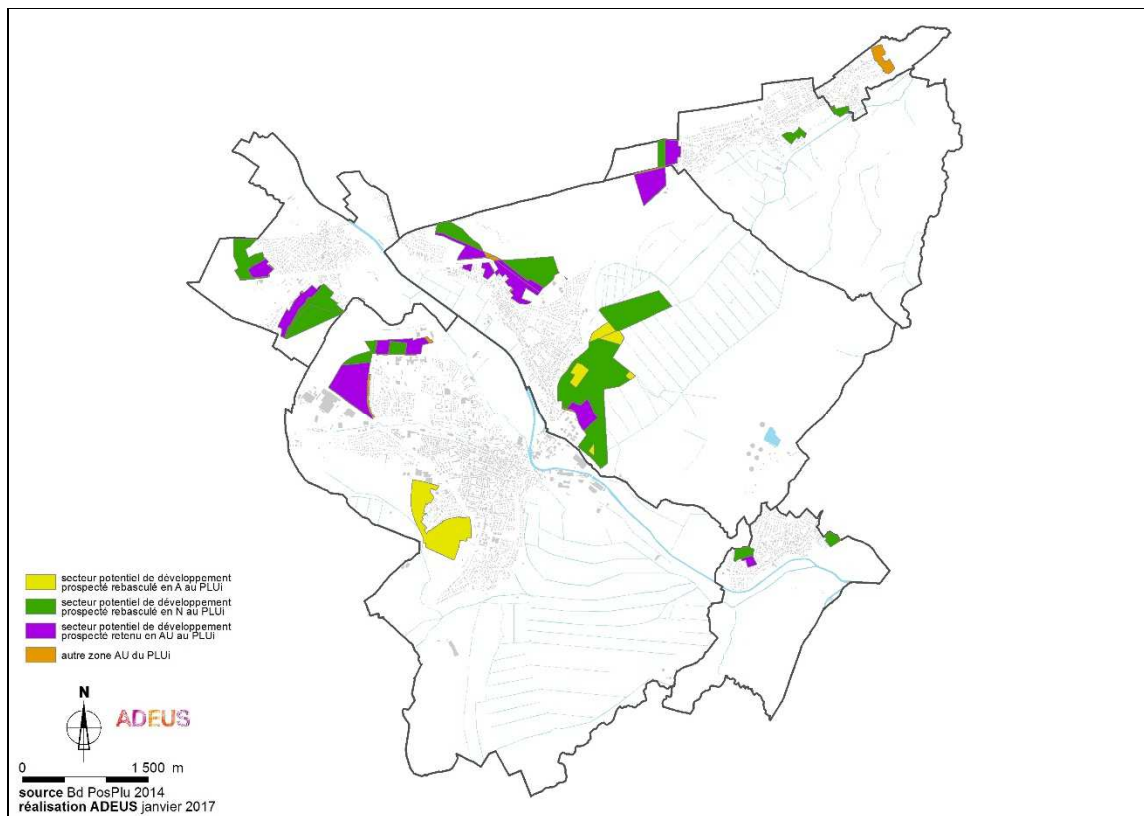 secteur potentiel de développement
prospecté rebasculé en A au PLUi
secteur potentiel de développement
prospecté rebasculé en N au PLUi
secteur potentiel de développement
prospecté retenu en AU au PLUi
autre zone AU du PLUi
N
ADEUS
0 1 500 m
source Bd PosPlu 2014
réalisation ADEUS janvier 2017